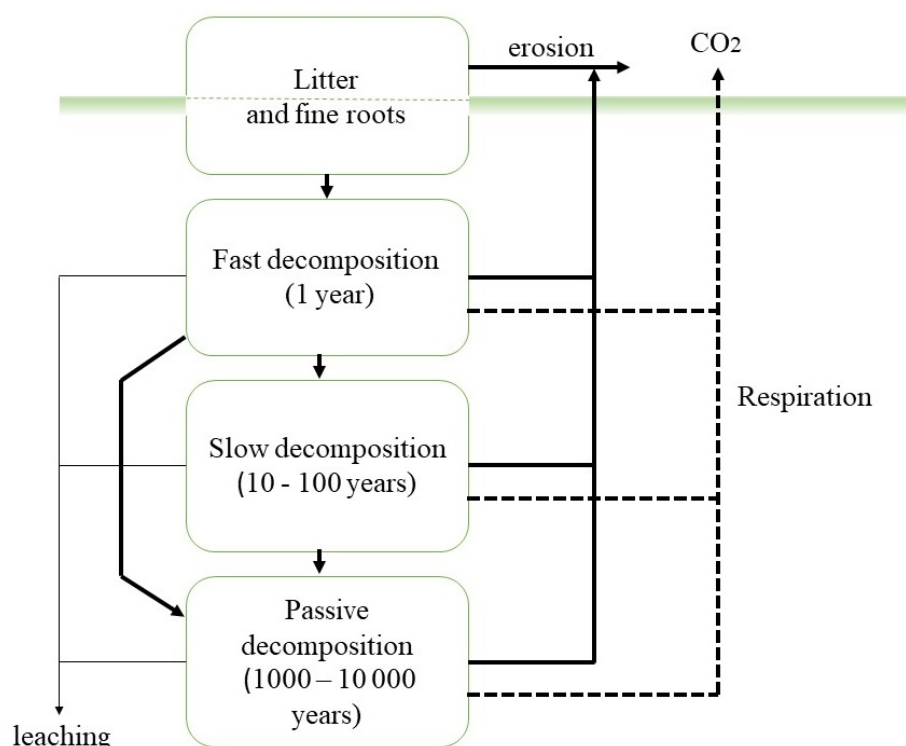 erosion
CO2
Litter
and fine roots
Fast decomposition
(1 year)
Respiration
Slow decomposition
(10 - 100 years)
Passive
decomposition
(1000 – 10 000
years)
leaching